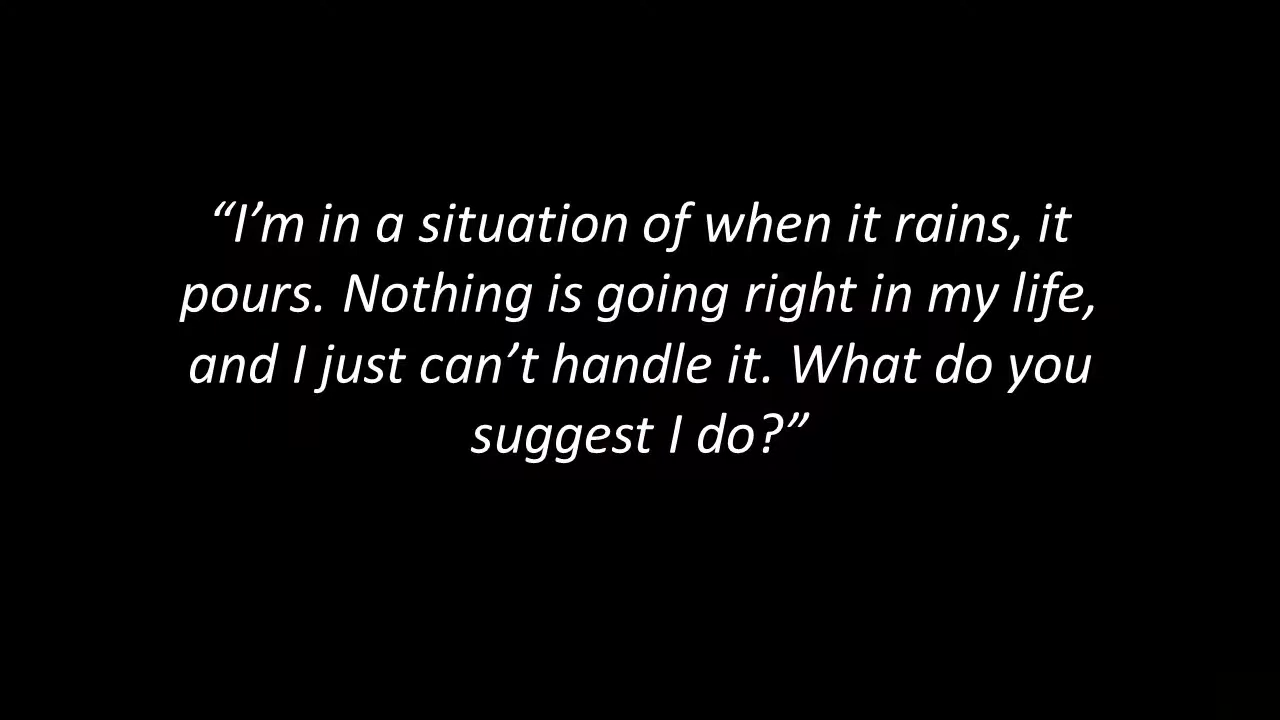 “I’m in a situation of when it rains, it
pours. Nothing is going right in my life,
and I just can’t handle it. What do you
suggest I do?”